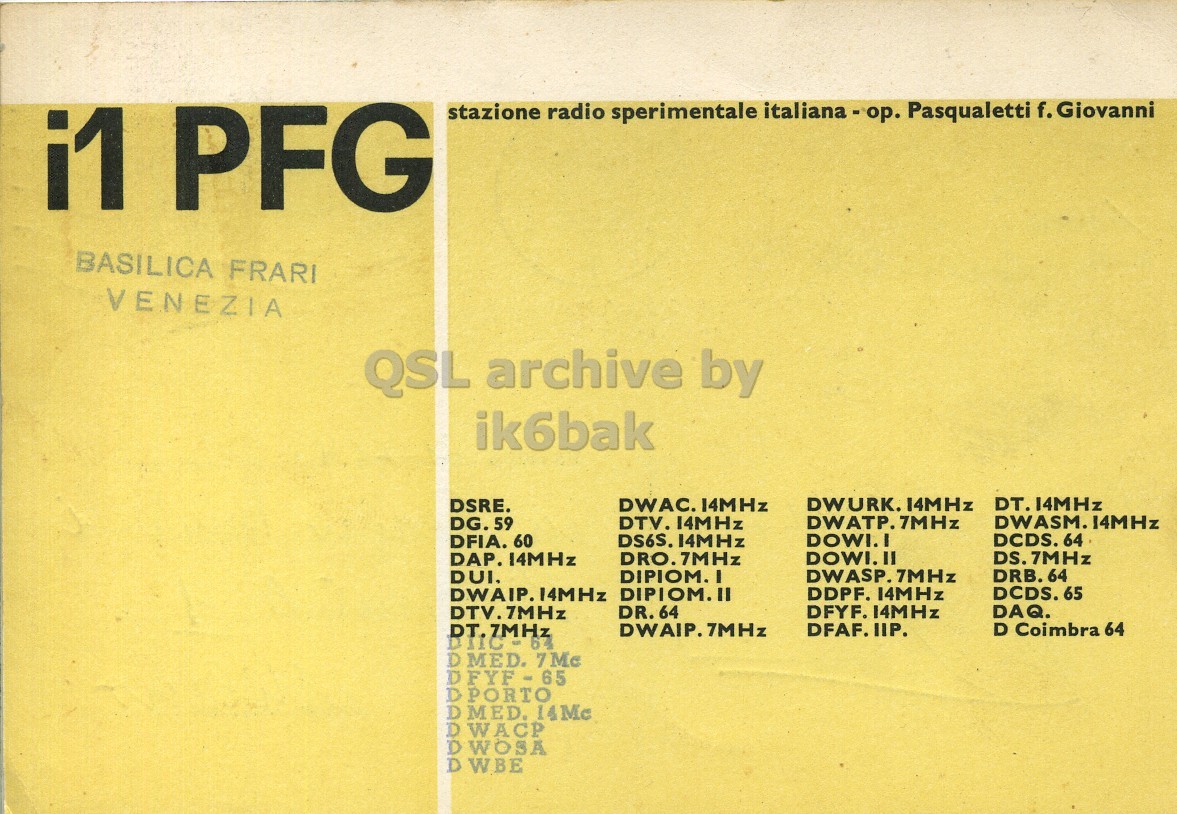 i1 PFG
stazione radio sperimentale italiana - op. Pasqualetti f. Giovanni
BASILICA FRARI
VENEZIA
QSL archive by
ik6bak
DSRE.
DG. 59
DFIA. 60
DAP. 14MHz
DUI.
DWAIP. 14MHz
DTV. 7MHz
DT. 7MHz
DIIC - 64
DMED. 7Mc
DFYF - 65
DPORTO
DMED. 14Mc
DWACP
DWOSA
DWBE
DWAC. 14MHz
DTV. 14MHz
DS6S. 14MHz
DRO. 7MHz
DIPIOM. I
DIPIOM. II
DR. 64
DWAIP. 7MHz
DWURK. 14MHz
DWATP. 7MHz
DOWI. I
DOWI. II
DWASP. 7MHz
DDPF. 14MHz
DFYF. 14MHz
DFAF. IIP.
DT. 14MHz
DWASM. 14MHz
DCDS. 64
DS. 7MHz
DRB. 64
DCDS. 65
DAQ.
D Coimbra 64